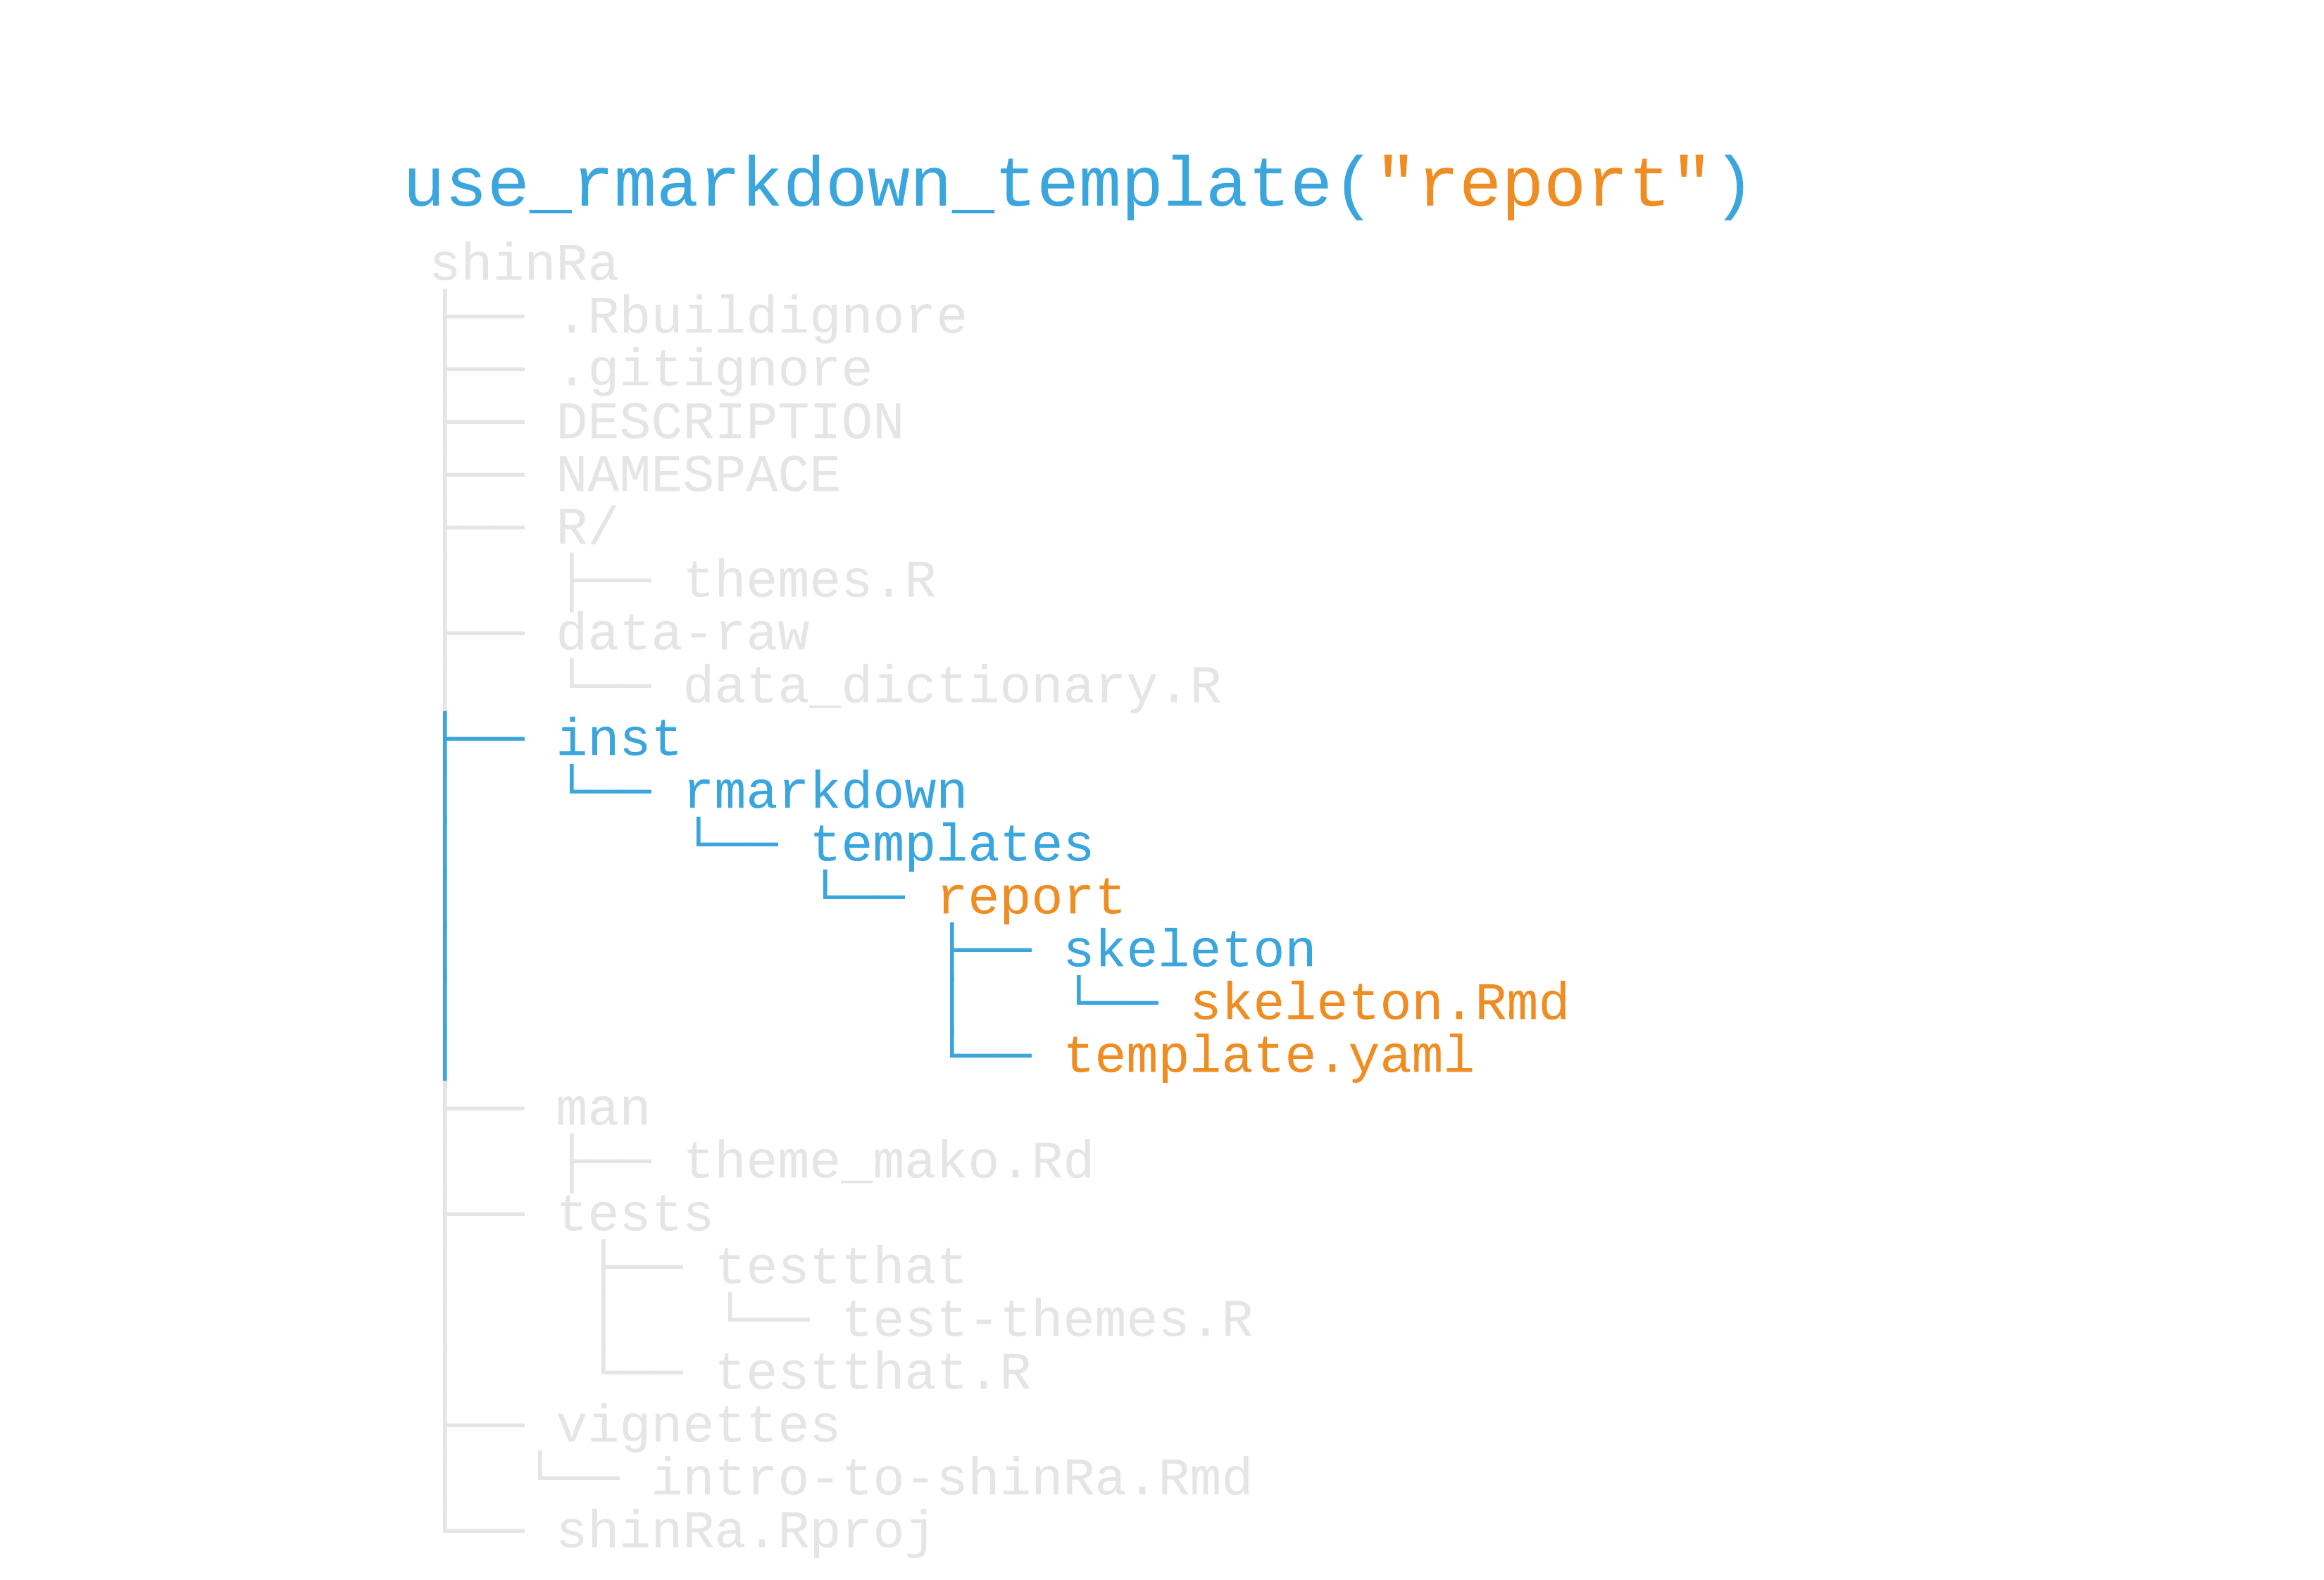 use_rmarkdown_template("report")
shinRa
├── .Rbuildignore
├── .gitignore
├── DESCRIPTION
├── NAMESPACE
├── R/
    ├── themes.R
├── data-raw
    └── data_dictionary.R
├── inst
│   └── rmarkdown
│       └── templates
│           └── report
│               ├── skeleton
│               │   └── skeleton.Rmd
│               └── template.yaml
├── man
    ├── theme_mako.Rd
├── tests
     ├── testthat
     │   └── test-themes.R
     └── testthat.R
├── vignettes
   └── intro-to-shinRa.Rmd
└── shinRa.Rproj